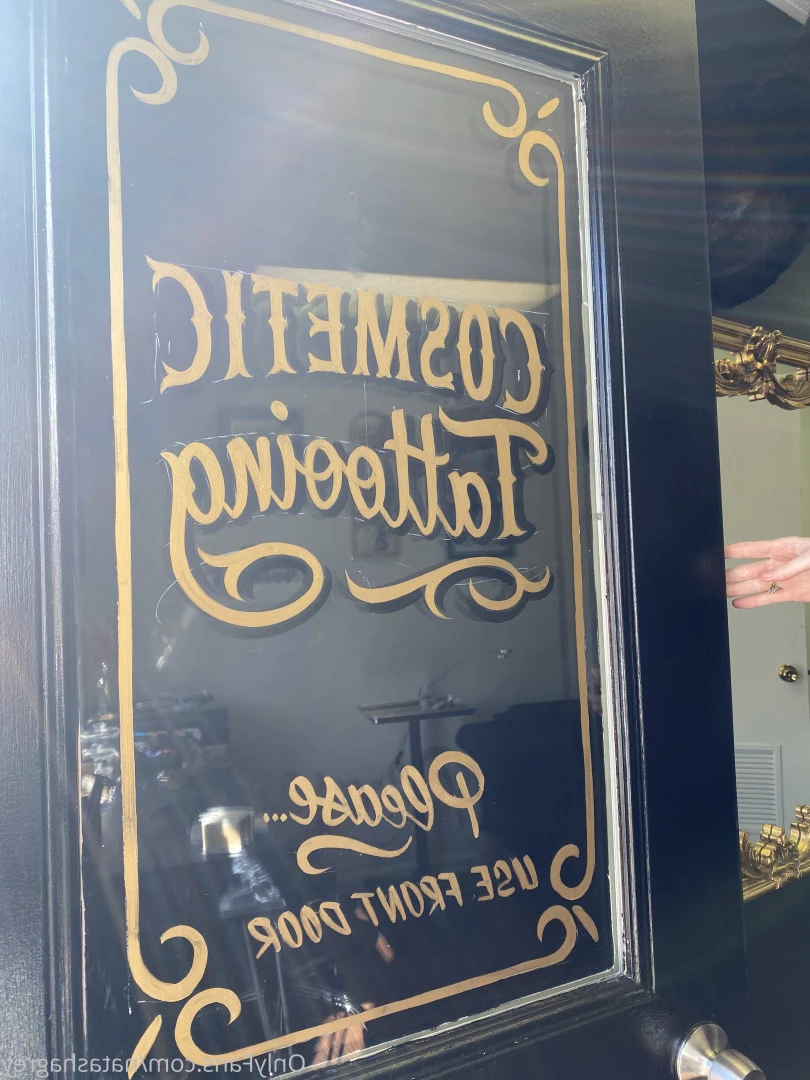 COSMETIC
Tattooing
Please...
USE FRONT DOOR
OnlyFans.com/natashagrey